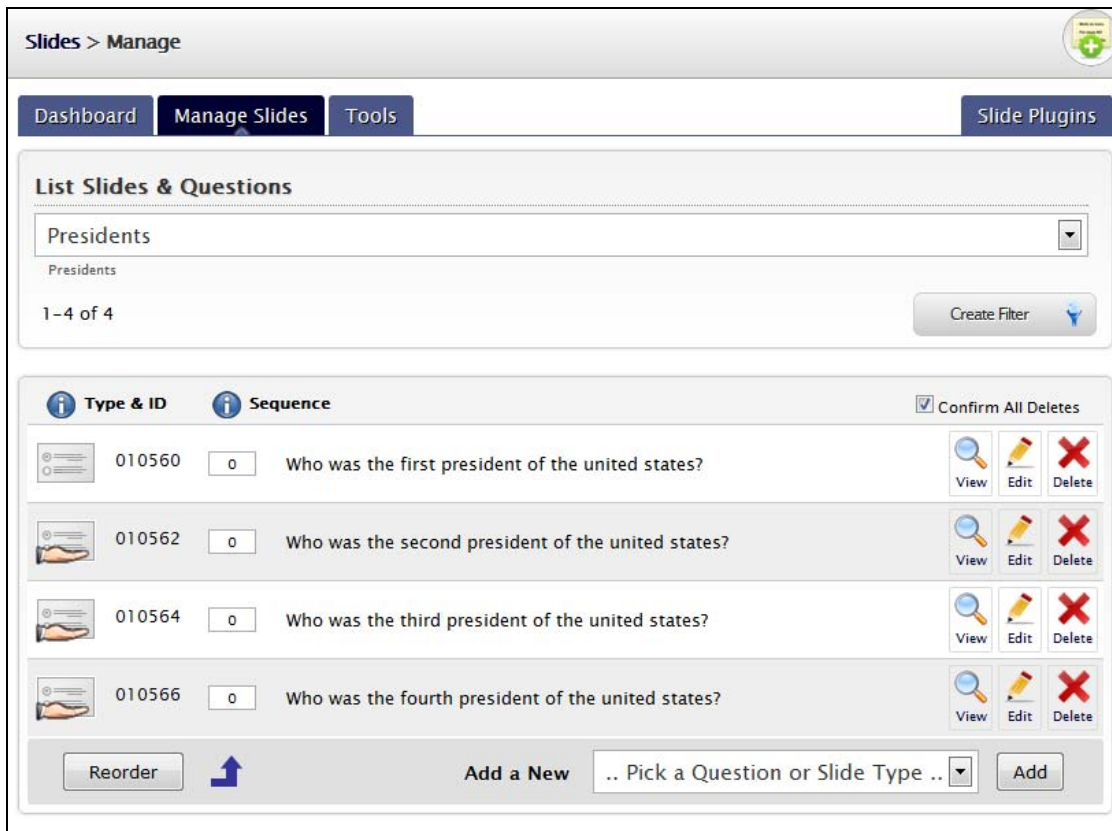 Slides > Manage
Dashboard Manage Slides Tools Slide Plugins
List Slides & Questions
Presidents
Presidents
1-4 of 4 Create Filter
Type & ID Sequence Confirm All Deletes
010560 0 Who was the first president of the united states? View Edit Delete
010562 0 Who was the second president of the united states? View Edit Delete
010564 0 Who was the third president of the united states? View Edit Delete
010566 0 Who was the fourth president of the united states? View Edit Delete
Reorder Add a New .. Pick a Question or Slide Type .. Add